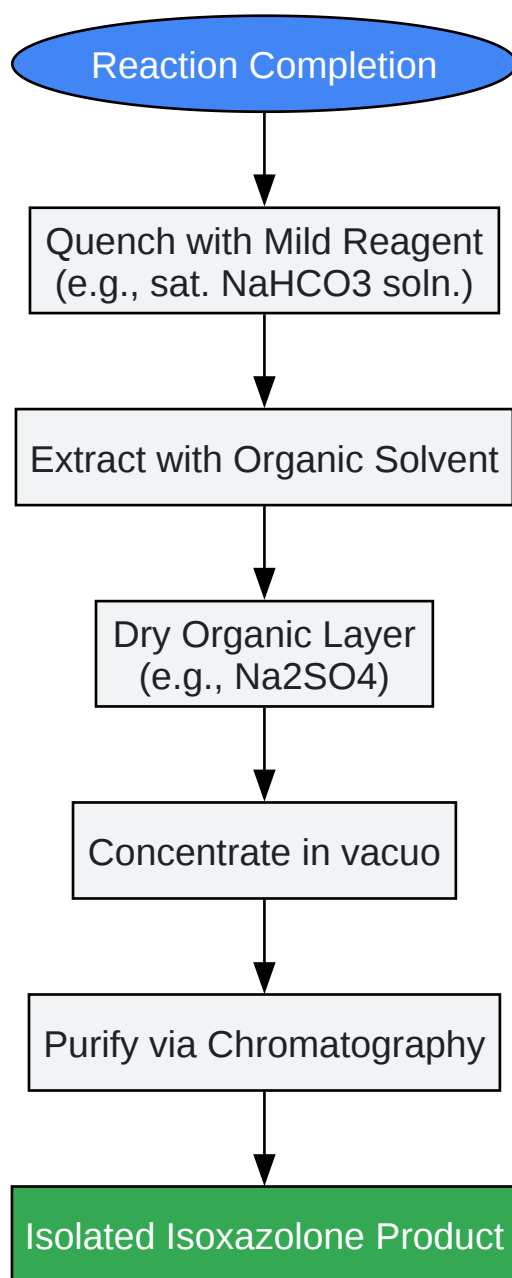 Reaction Completion
Quench with Mild Reagent
(e.g., sat. NaHCO3 soln.)
Extract with Organic Solvent
Dry Organic Layer
(e.g., Na2SO4)
Concentrate in vacuo
Purify via Chromatography
Isolated Isoxazolone Product